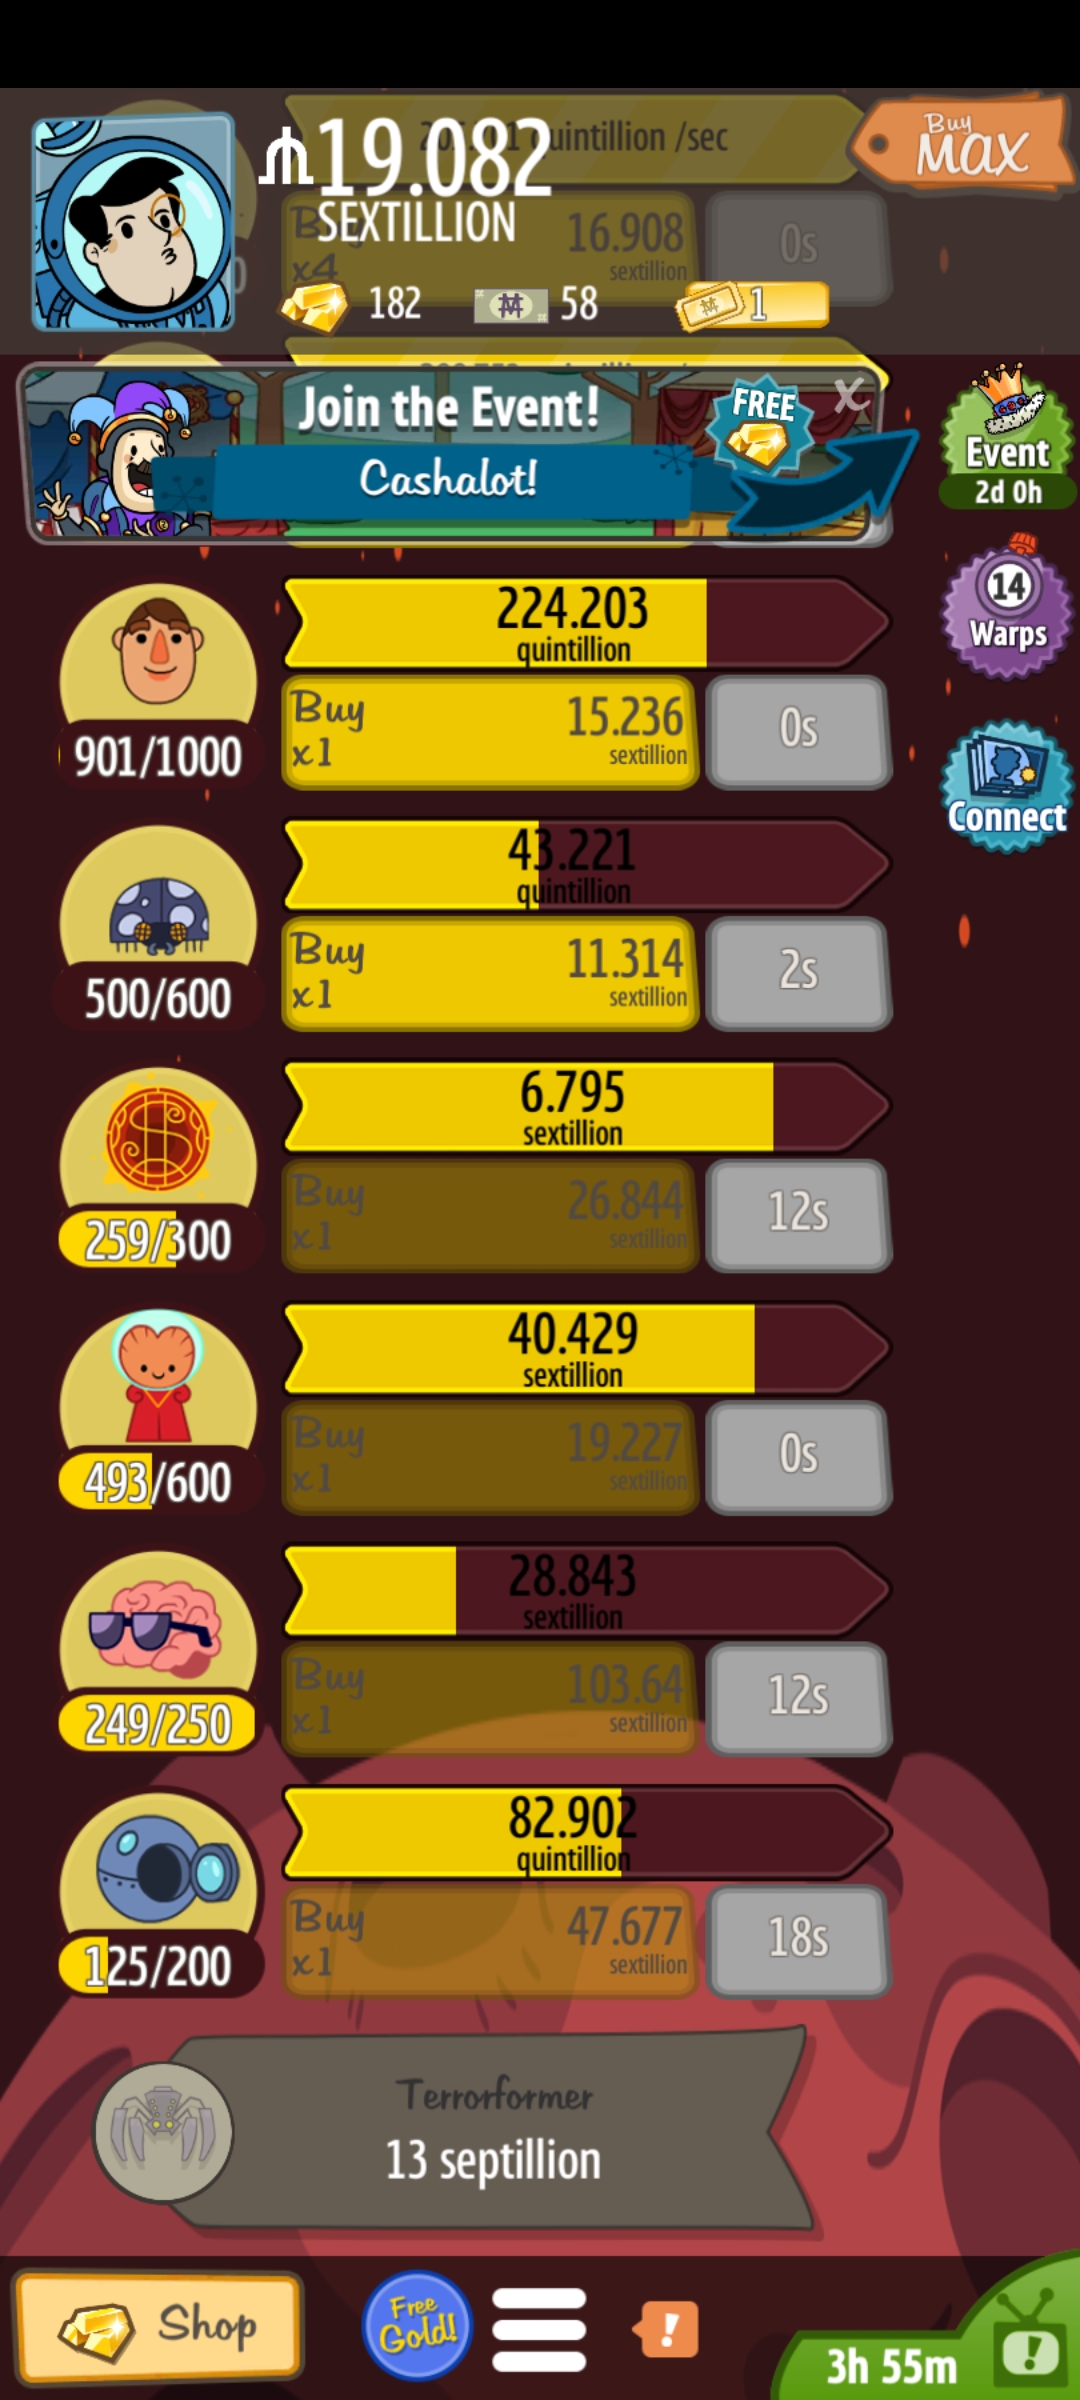 19.082
SEXTILLION
quintillion /sec
Buy
MAX
Buy
x4
16.908
sextillion
0s
182
58
1
Join the Event!
Cashalot!
FREE
X
Event
2d 0h
14
Warps
Connect
224.203
quintillion
901/1000
Buy
x1
15.236
sextillion
0s
43.221
quintillion
500/600
Buy
x1
11.314
sextillion
2s
6.795
sextillion
259/300
Buy
x1
26.844
sextillion
12s
40.429
sextillion
493/600
Buy
x1
19.227
sextillion
0s
28.843
sextillion
249/250
Buy
x1
103.64
sextillion
12s
82.902
quintillion
125/200
Buy
x1
47.677
sextillion
18s
Terrorformer
13 septillion
Shop
Free
Gold!
!
3h 55m
!